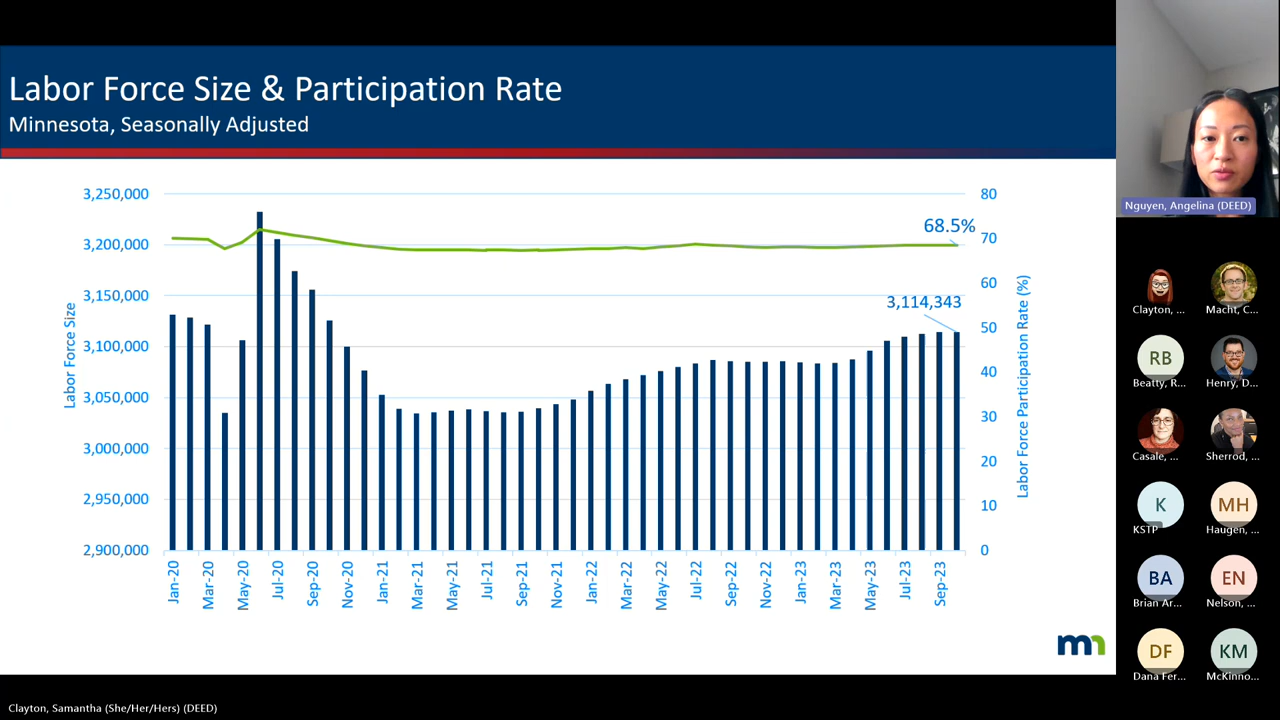 Labor Force Size & Participation Rate
Minnesota, Seasonally Adjusted
3,250,000
3,200,000
3,150,000
3,100,000
3,050,000
3,000,000
2,950,000
2,900,000
Labor Force Size
80
70
60
50
40
30
20
10
0
Labor Force Participation Rate (%)
68.5%
3,114,343
Jan-20
Mar-20
May-20
Jul-20
Sep-20
Nov-20
Jan-21
Mar-21
May-21
Jul-21
Sep-21
Nov-21
Jan-22
Mar-22
May-22
Jul-22
Sep-22
Nov-22
Jan-23
Mar-23
May-23
Jul-23
Sep-23
mn
Nguyen, Angelina (DEED)
Clayton, ...
Macht, C...
RB
Beatty, R...
Henry, D...
Casale, ...
Sherrod, ...
K
KSTP
MH
Haugen, ...
BA
Brian Ar...
EN
Nelson, ...
DF
Dana Fer...
KM
McKinno...
Clayton, Samantha (She/Her/Hers) (DEED)